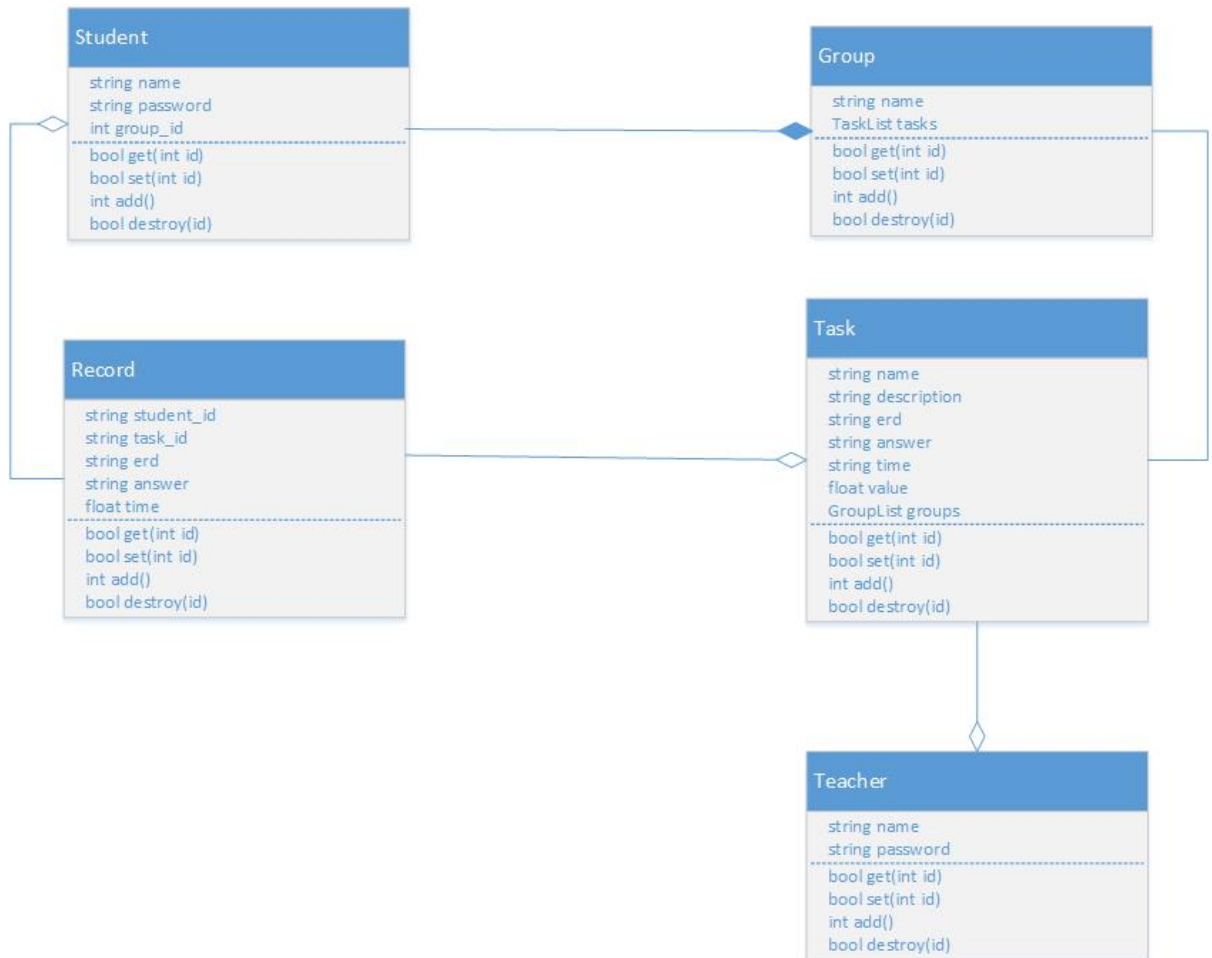 Student
string name
string password
int group_id
bool get(int id)
bool set(int id)
int add()
bool destroy(id)
Group
string name
TaskList tasks
bool get(int id)
bool set(int id)
int add()
bool destroy(id)
Record
string student_id
string task_id
string erd
string answer
float time
bool get(int id)
bool set(int id)
int add()
bool destroy(id)
Task
string name
string description
string erd
string answer
string time
float value
GroupList groups
bool get(int id)
bool set(int id)
int add()
bool destroy(id)
Teacher
string name
string password
bool get(int id)
bool set(int id)
int add()
bool destroy(id)